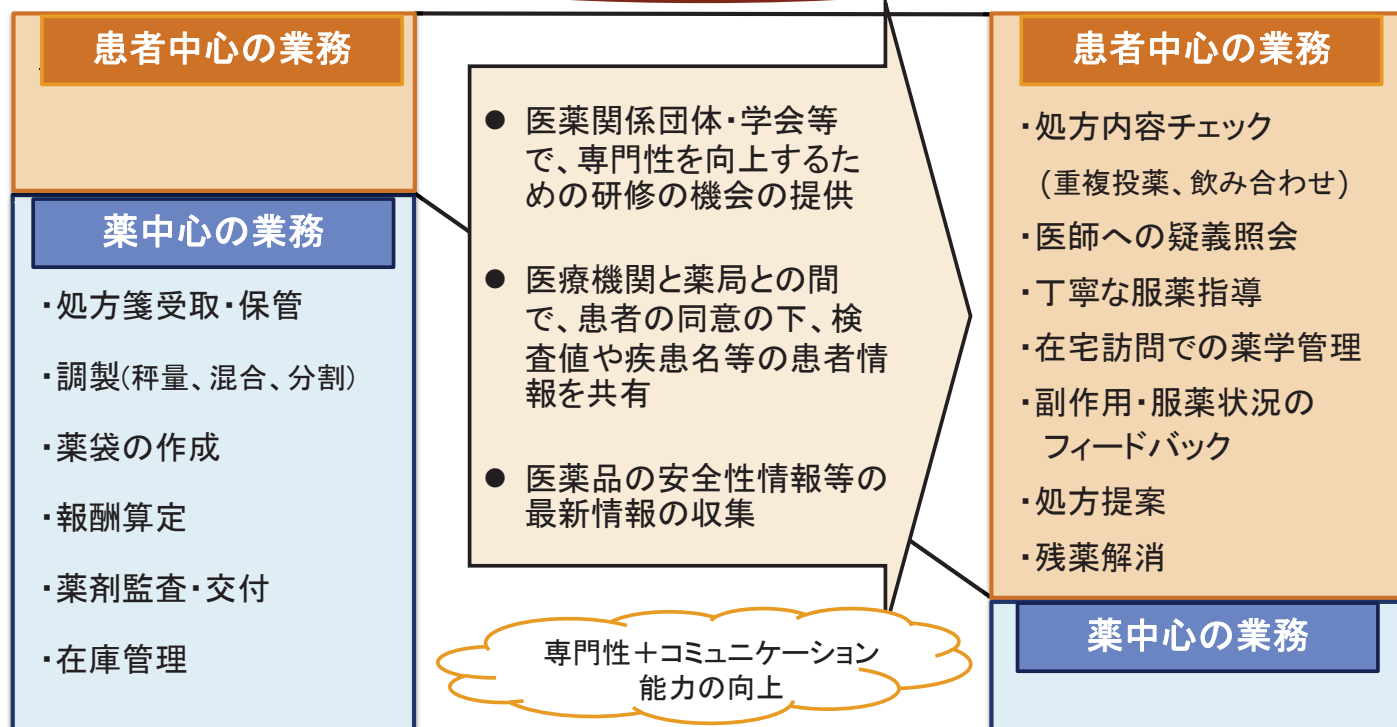 患者中心の業務
薬中心の業務
・処方箋受取・保管
・調製(秤量、混合、分割)
・薬袋の作成
・報酬算定
・薬剤監査・交付
・在庫管理
● 医薬関係団体・学会等
で、専門性を向上するた
めの研修の機会の提供
● 医療機関と薬局との間
で、患者の同意の下、検
査値や疾患名等の患者情
報を共有
● 医薬品の安全性情報等の
最新情報の収集
専門性＋コミュニケーション
能力の向上
患者中心の業務
・処方内容チェック
(重複投薬、飲み合わせ)
・医師への疑義照会
・丁寧な服薬指導
・在宅訪問での薬学管理
・副作用・服薬状況の
フィードバック
・処方提案
・残薬解消
薬中心の業務